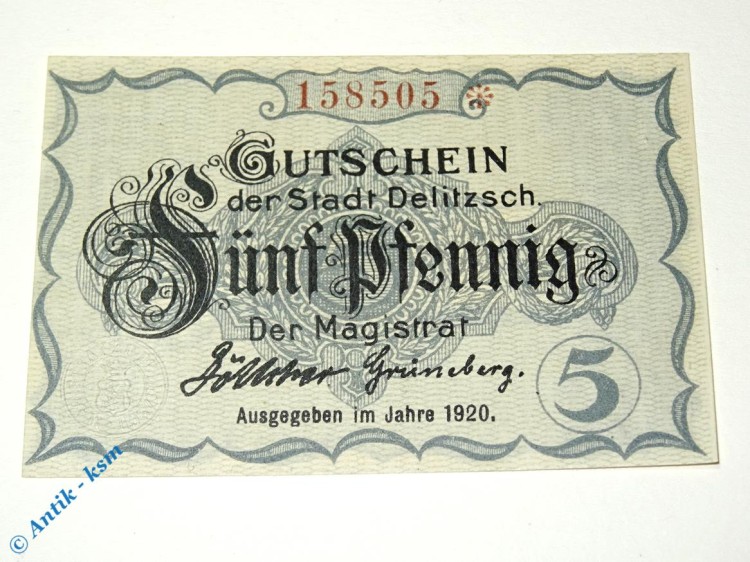 158505
GUTSCHEIN
der Stadt Delitzsch.
Fünf Pfennig
Der Magistrat
Grüneberg.
5
Ausgegeben im Jahre 1920.
© Antik - ksm